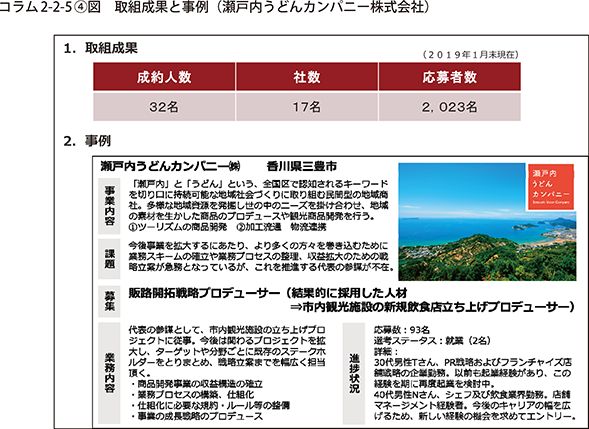 コラム2-2-5④図　取組成果と事例（瀬戸内うどんカンパニー株式会社）
1．取組成果
（２０１９年１月末現在）
成約人数　社数　応募者数
32名　17名　2，023名
2．事例
瀬戸内うどんカンパニー㈱　香川県三豊市
事業内容
「瀬戸内」と「うどん」という、全国区で認知されるキーワード
を切り口に持続可能な地域社会づくりに取り組む民間型の地域商
社。多様な地域資源を発掘し世の中のニーズを掛け合わせ、地域
の素材を生かした商品のプロデュースや観光商品開発を行う。
①ツーリズムの商品開発　②加工流通　物流連携
瀬戸内
うどん
カンパニー
課題
今後事業を拡大するにあたり、より多くの方々を巻き込むために
業務スキームの確立や業務プロセスの整理、収益拡大のための戦
略立案が急務となっているが、これを推進する代表の参謀が不在。
募集
販路開拓戦略プロデューサー（結果的に採用した人材
⇒市内観光施設の新規飲食店立ち上げプロデューサー）
業務内容
代表の参謀として、市内観光施設の立ち上げプロ
ジェクトに従事。今後は関わるプロジェクトを拡
大し、ターゲットや分野ごとに既存のステークホ
ルダーをとりまとめ、戦略立案までを幅広く担当
頂く。
・商品開発事業の収益構造の確立
・業務プロセスの構築、仕組化
・仕組化に必要な規約・ルール等の整備
・事業の成長戦略のプロデュース
進捗状況
応募数：93名
選考ステータス：就業（2名）
詳細：
30代男性Tさん、PR戦略およびフランチャイズ店
舗戦略の企業勤務。以前も起業経験があり、この
経験を期に再度起業を検討中。
40代男性Nさん、シェフ及び飲食業界勤務。店舗
マネージメント経験者。今後のキャリアの幅を広
げるため、新しい経験の機会を求めてエントリー。